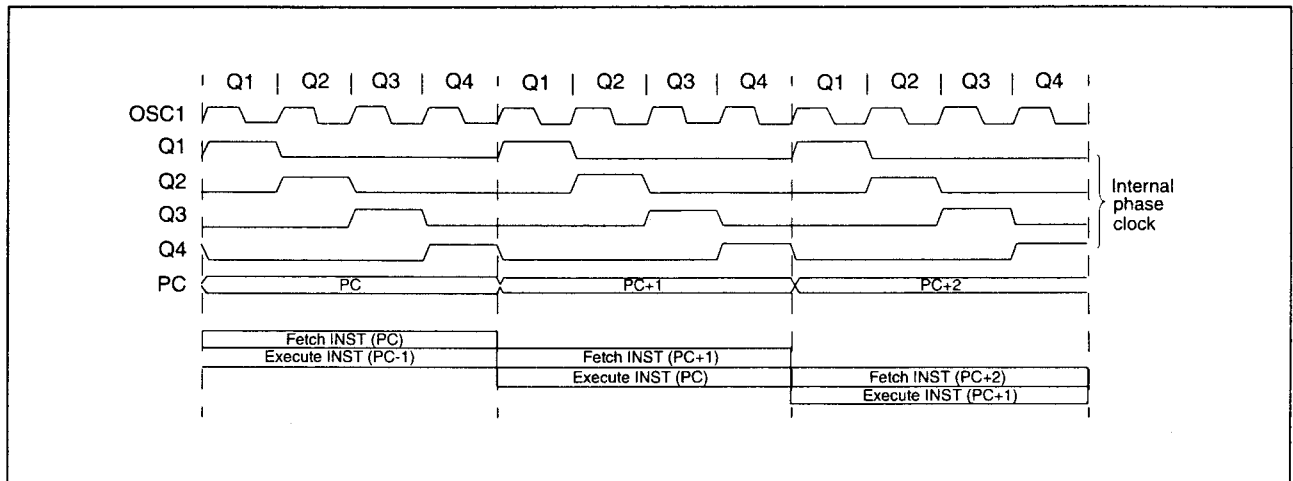 | Q1 | Q2 | Q3 | Q4 | Q1 | Q2 | Q3 | Q4 | Q1 | Q2 | Q3 | Q4 |
OSC1
Q1
Q2
Q3
Q4
Internal
phase
clock
PC PC PC+1 PC+2
Fetch INST (PC)
Execute INST (PC-1) Fetch INST (PC+1)
Execute INST (PC) Fetch INST (PC+2)
Execute INST (PC+1)